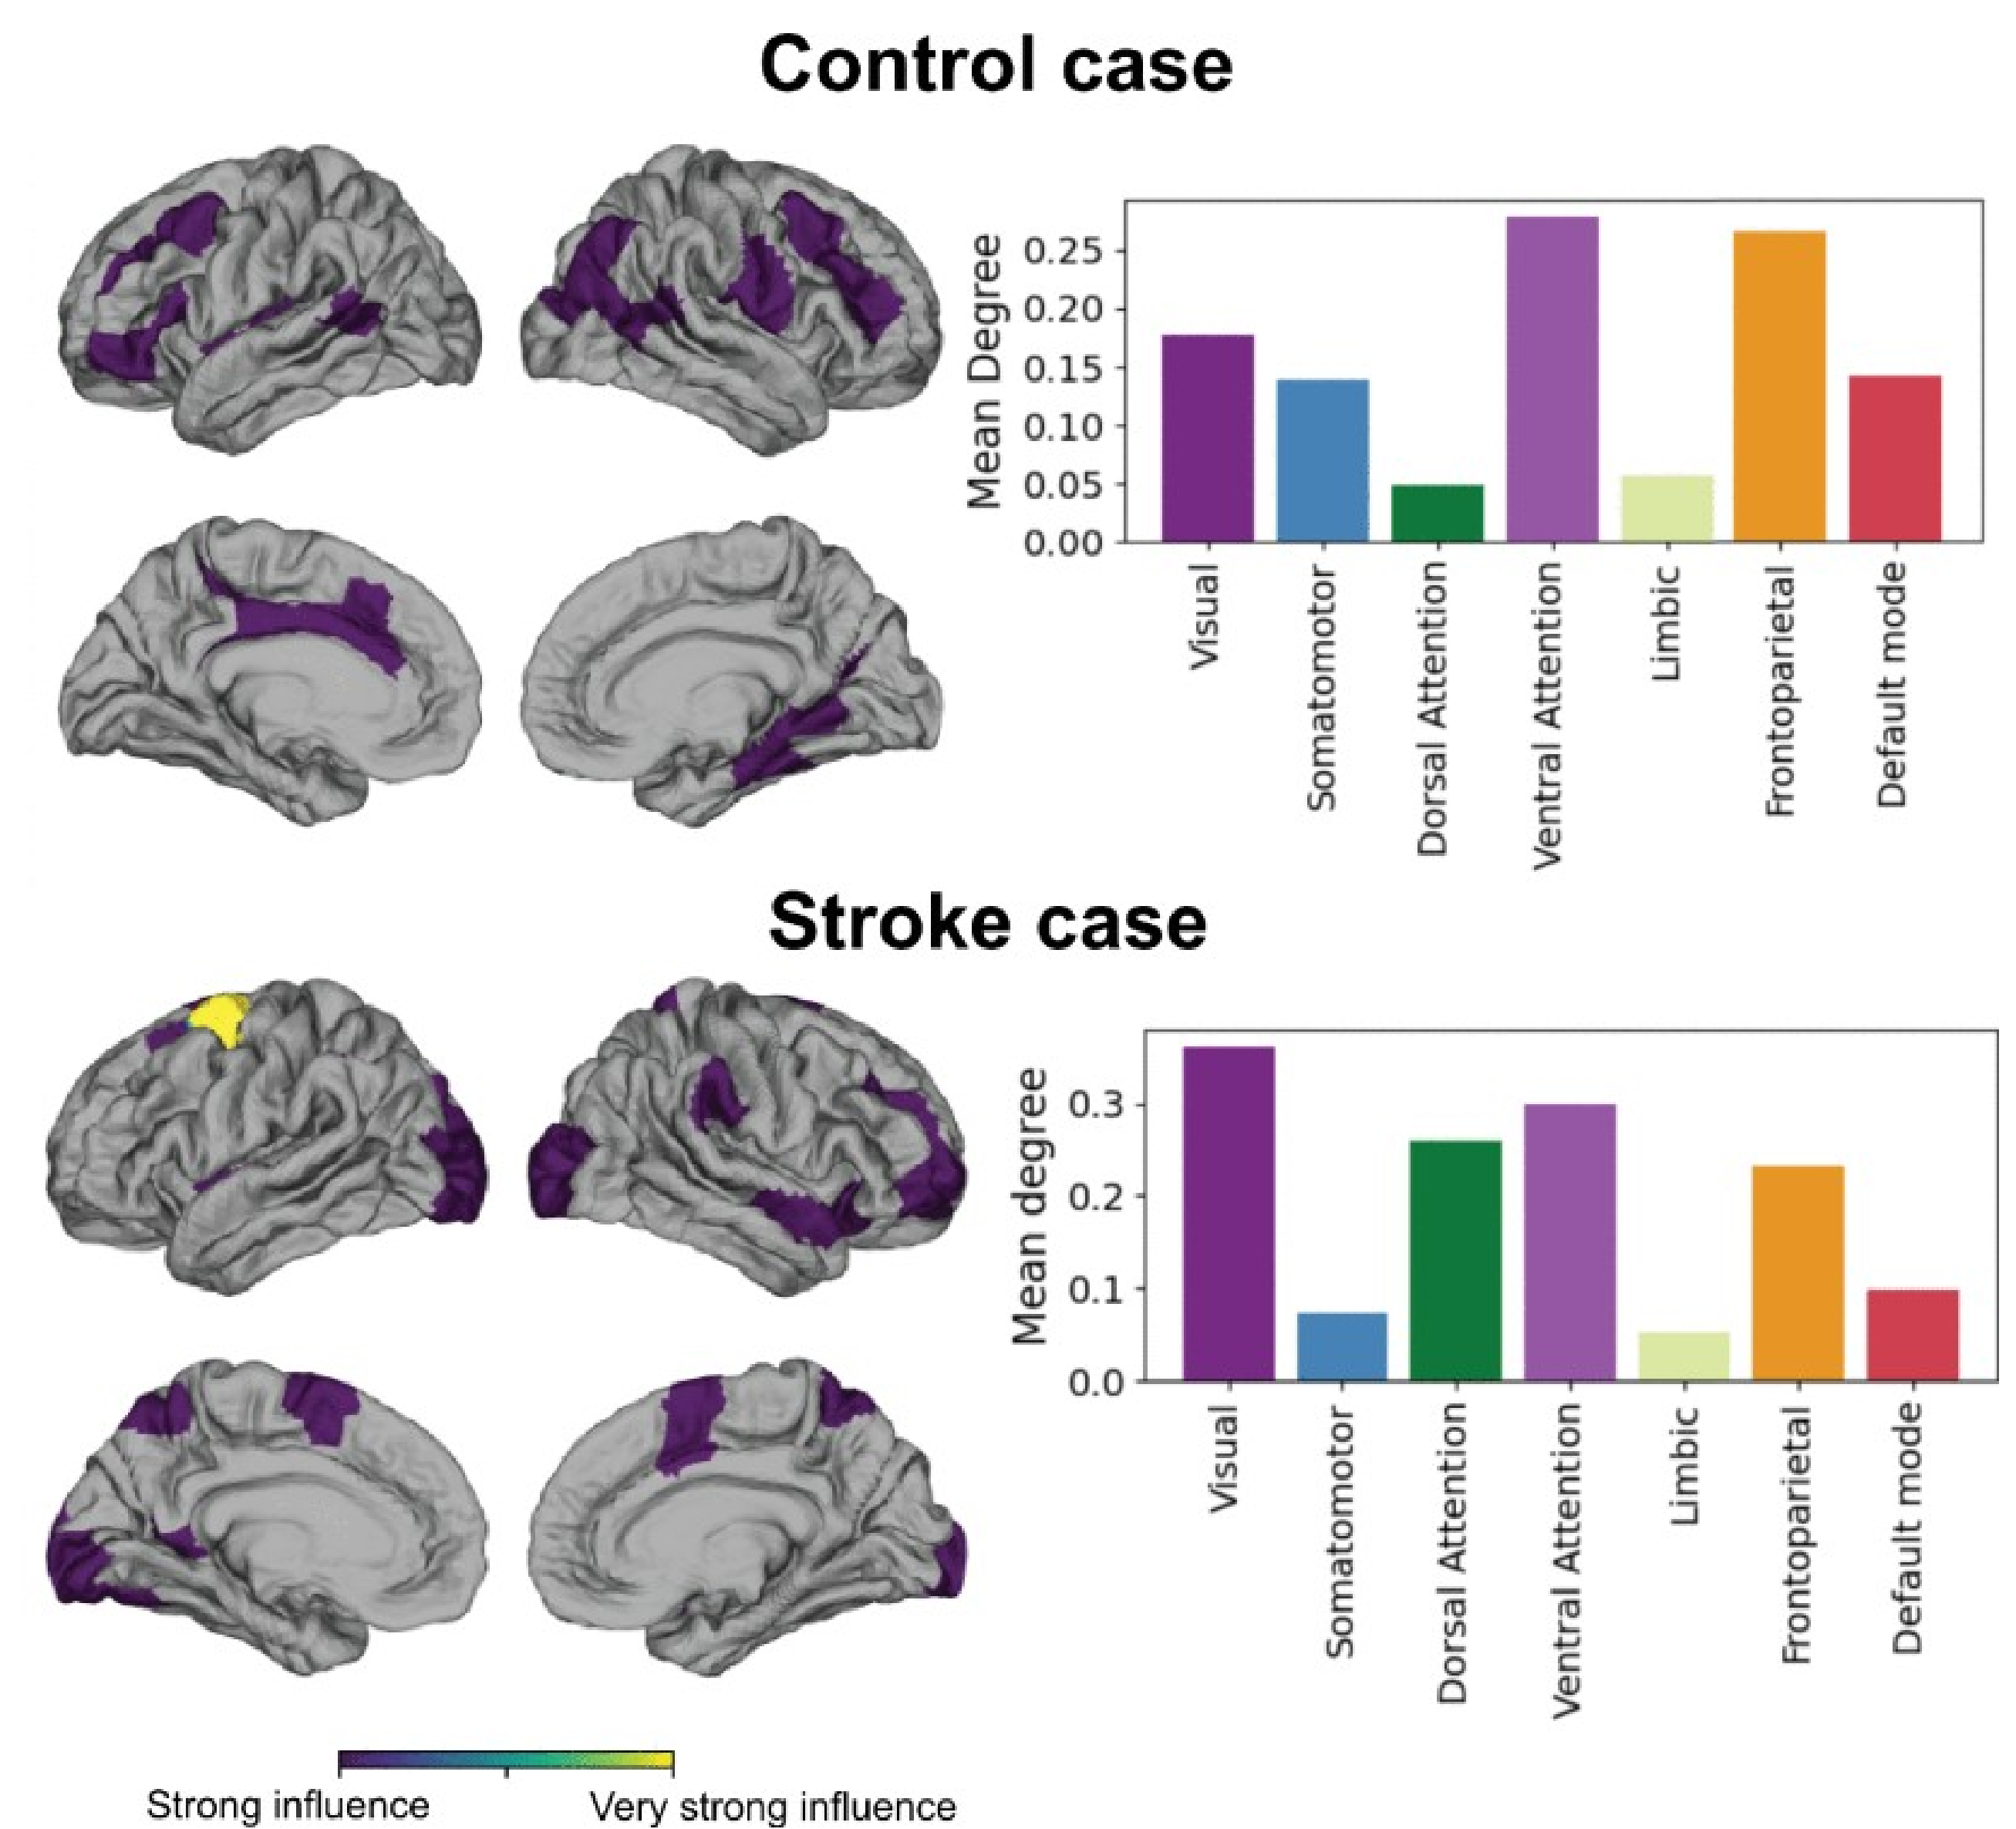 Control case
Mean Degree
0.25
0.20
0.15
0.10
0.05
0.00
Visual
Somatomotor
Dorsal Attention
Ventral Attention
Limbic
Frontoparietal
Default mode
Stroke case
Mean degree
0.3
0.2
0.1
0.0
Visual
Somatomotor
Dorsal Attention
Ventral Attention
Limbic
Frontoparietal
Default mode
Strong influence
Very strong influence